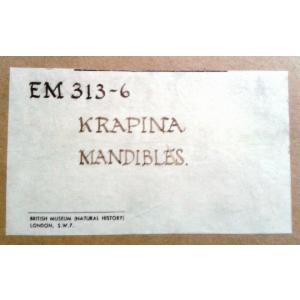 EM 313-6
KRAPINA
MANDIBLES.
BRITISH MUSEUM (NATURAL HISTORY)
LONDON, S.W.7.